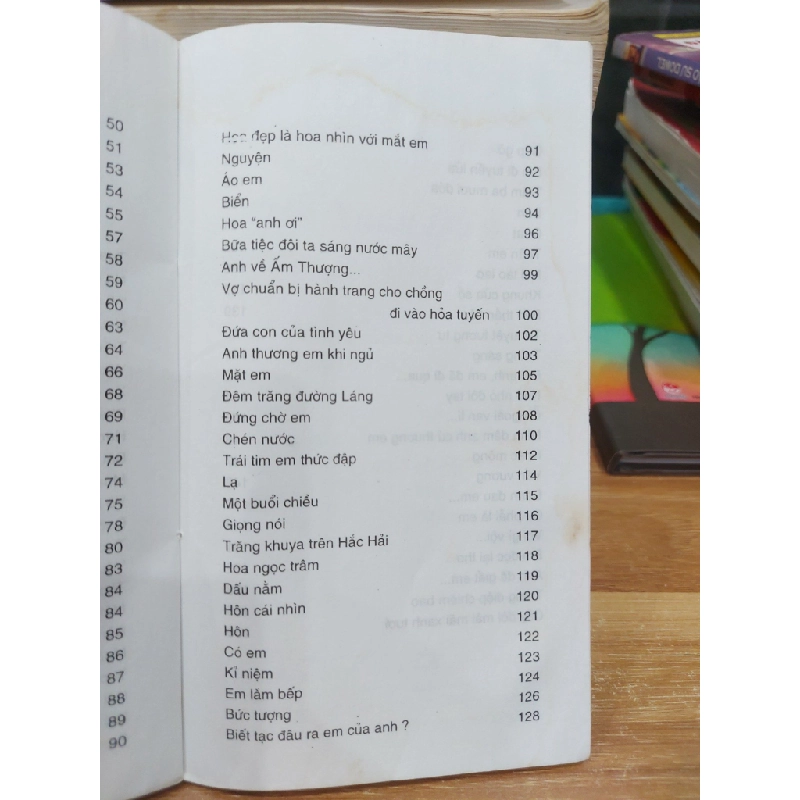 50
51
53
54
55
57
58
59
60
63
64
66
68
69
71
72
74
75
78
80
83
84
84
85
86
87
88
89
90
Hoa đẹp là hoa nhìn với mắt em 91
Nguyện 92
Áo em 93
Biển 94
Hoa “anh ơi” 96
Bữa tiệc đôi ta sáng nước mây 97
Anh về Ấm Thượng... 99
Vợ chuẩn bị hành trang cho chồng
đi vào hỏa tuyến 100
Đứa con của tình yêu 102
Anh thương em khi ngủ 103
Mặt em 105
Đêm trăng đường Láng 107
Đứng chờ em 108
Chén nước 110
Trái tim em thức đập 112
Lạ 114
Một buổi chiều 115
Giọng nói 116
Trăng khuya trên Hắc Hải 117
Hoa ngọc trâm 118
Dấu nằm 119
Hôn cái nhìn 120
Hôn 121
Có em 122
Kỉ niệm 123
Em làm bếp 124
Bức tượng 126
Biết tạc đâu ra em của anh ? 128